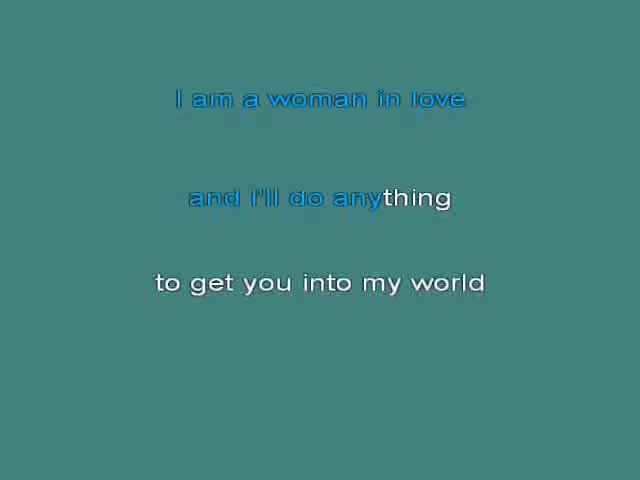 I am a woman in love
and I'll do anything
to get you into my world